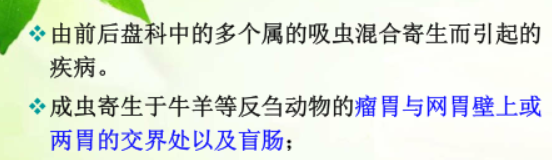 ❖由前后盘科中的多个属的吸虫混合寄生而引起的
疾病。
❖成虫寄生于牛羊等反刍动物的瘤胃与网胃壁上或
两胃的交界处以及盲肠；